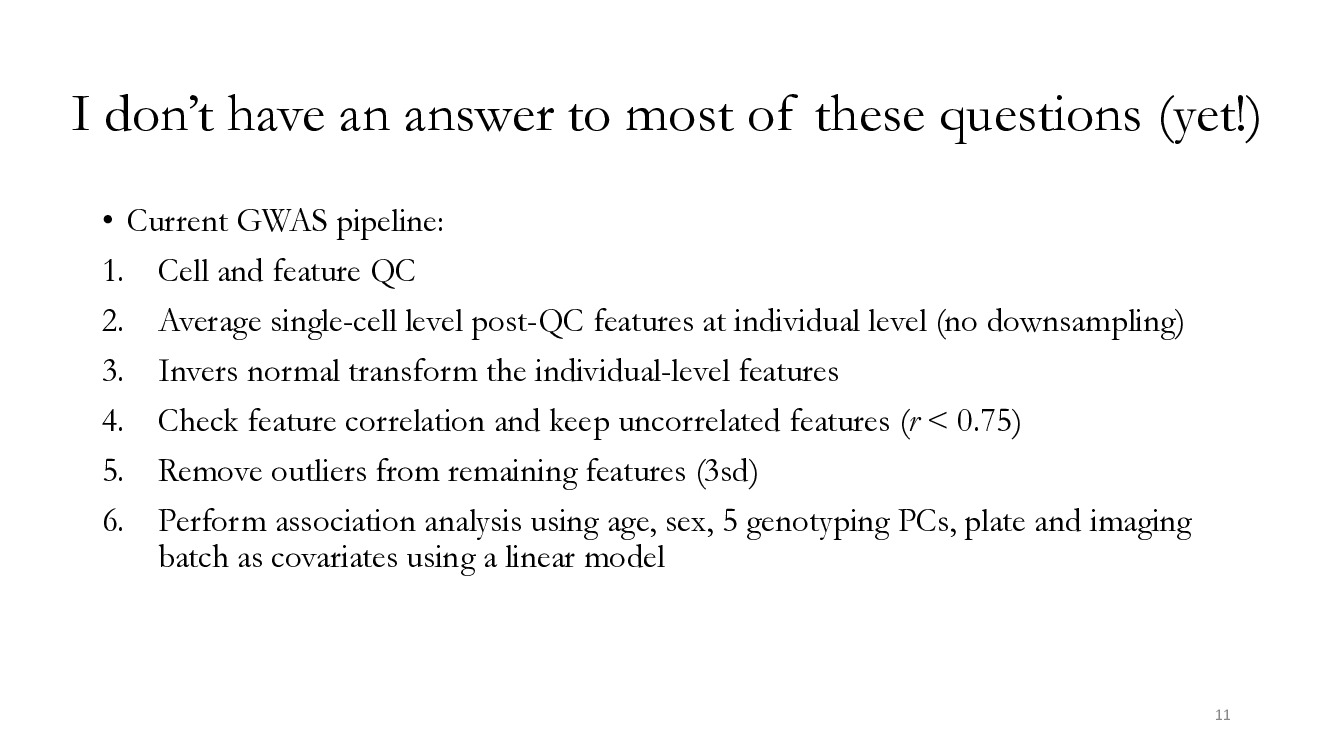 I don’t have an answer to most of these questions (yet!)
• Current GWAS pipeline:
1. Cell and feature QC
2. Average single-cell level post-QC features at individual level (no downsampling)
3. Invers normal transform the individual-level features
4. Check feature correlation and keep uncorrelated features (r < 0.75)
5. Remove outliers from remaining features (3sd)
6. Perform association analysis using age, sex, 5 genotyping PCs, plate and imaging
batch as covariates using a linear model
11